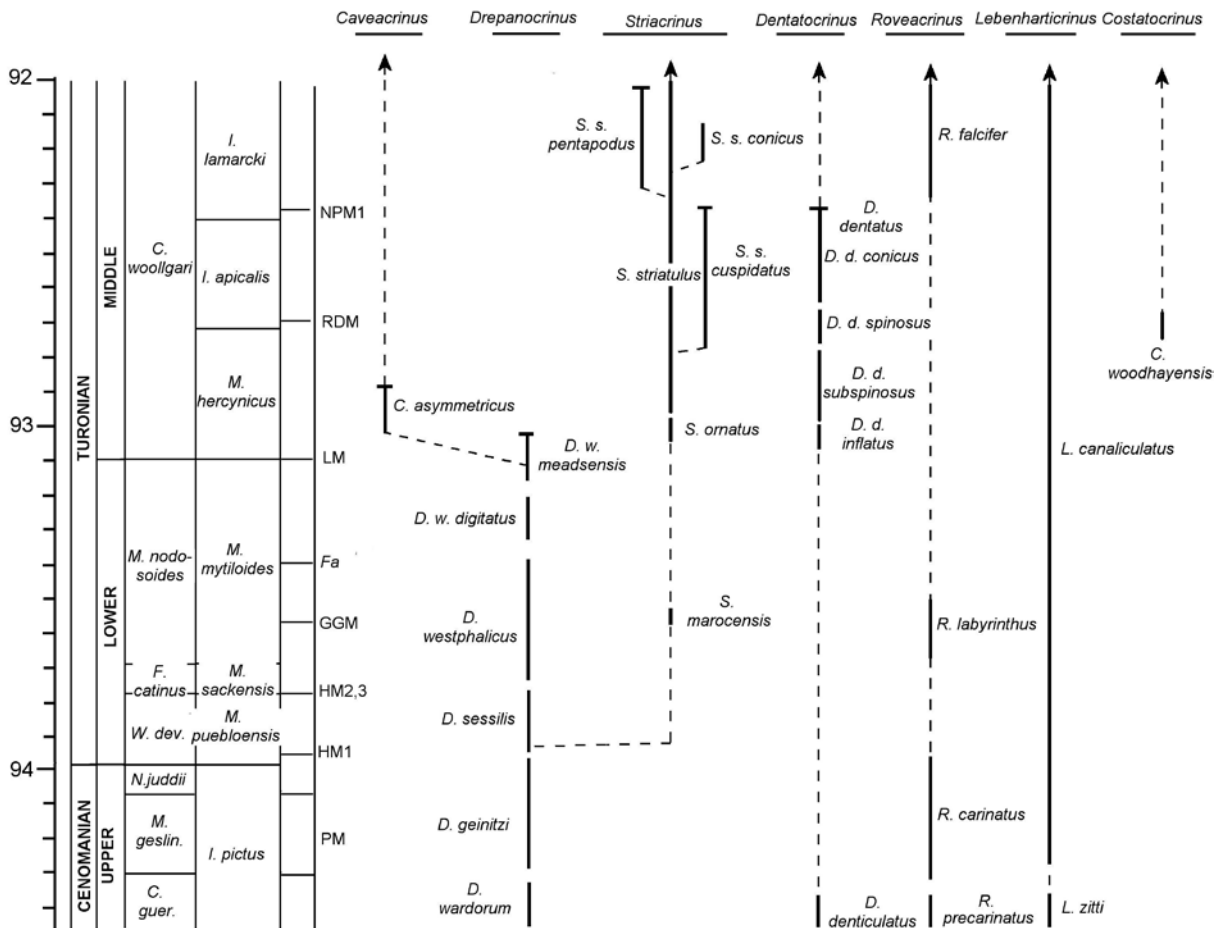 Caveacrinus
Drepanocrinus
Striacrinus
Dentatocrinus
Roveacrinus
Lebenharticrinus
Costatocrinus
92
93
94
TURONIAN
CENOMANIAN
MIDDLE
LOWER
UPPER
C.
woollgari
M. nodo-
soides
F.
catinus
W. dev.
N.juddii
M.
geslin.
C.
guer.
I.
lamarcki
I. apicalis
M.
hercynicus
M.
mytiloides
M.
sackensis
M.
puebloensis
I. pictus
NPM1
RDM
LM
Fa
GGM
HM2,3
HM1
PM
C. asymmetricus
D. w.
meadsensis
D. w. digitatus
D.
westphalicus
D. sessilis
D. geinitzi
D.
wardorum
S. s.
pentapodus
S. s. conicus
S. striatulus
S. s.
cuspidatus
S. ornatus
S.
marocensis
D.
dentatus
D. d. conicus
D. d. spinosus
D. d.
subspinosus
D. d.
inflatus
D.
denticulatus
R. falcifer
R. labyrinthus
R. carinatus
R.
precarinatus
L. canaliculatus
L. zitti
C.
woodhayensis